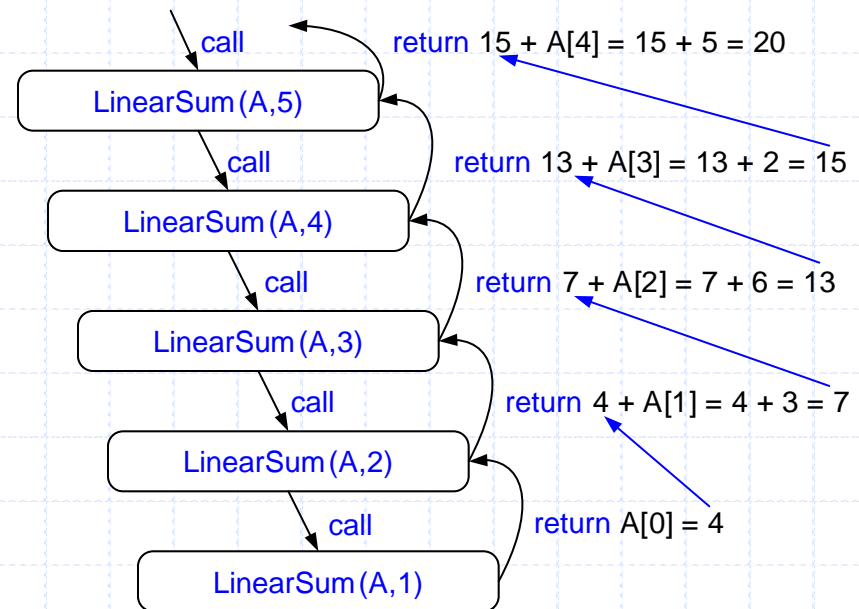 call
return 15 + A[4] = 15 + 5 = 20
LinearSum(A,5)
call
return 13 + A[3] = 13 + 2 = 15
LinearSum(A,4)
call
return 7 + A[2] = 7 + 6 = 13
LinearSum(A,3)
call
return 4 + A[1] = 4 + 3 = 7
LinearSum(A,2)
call
return A[0] = 4
LinearSum(A,1)